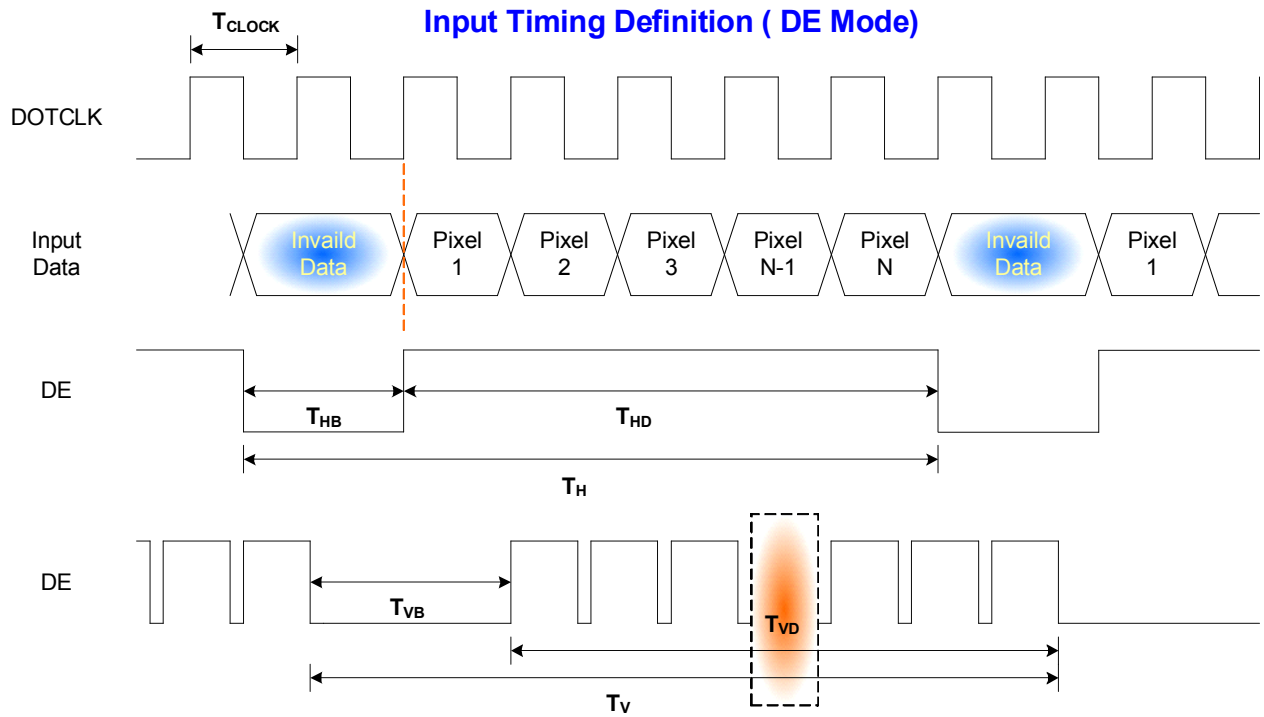 Input Timing Definition ( DE Mode)
TCLOCK
DOTCLK
Input
Data
Invaild
Data
Pixel
1
Pixel
2
Pixel
3
Pixel
N-1
Pixel
N
Invaild
Data
Pixel
1
DE
THB
THD
TH
DE
TVB
TVD
TV